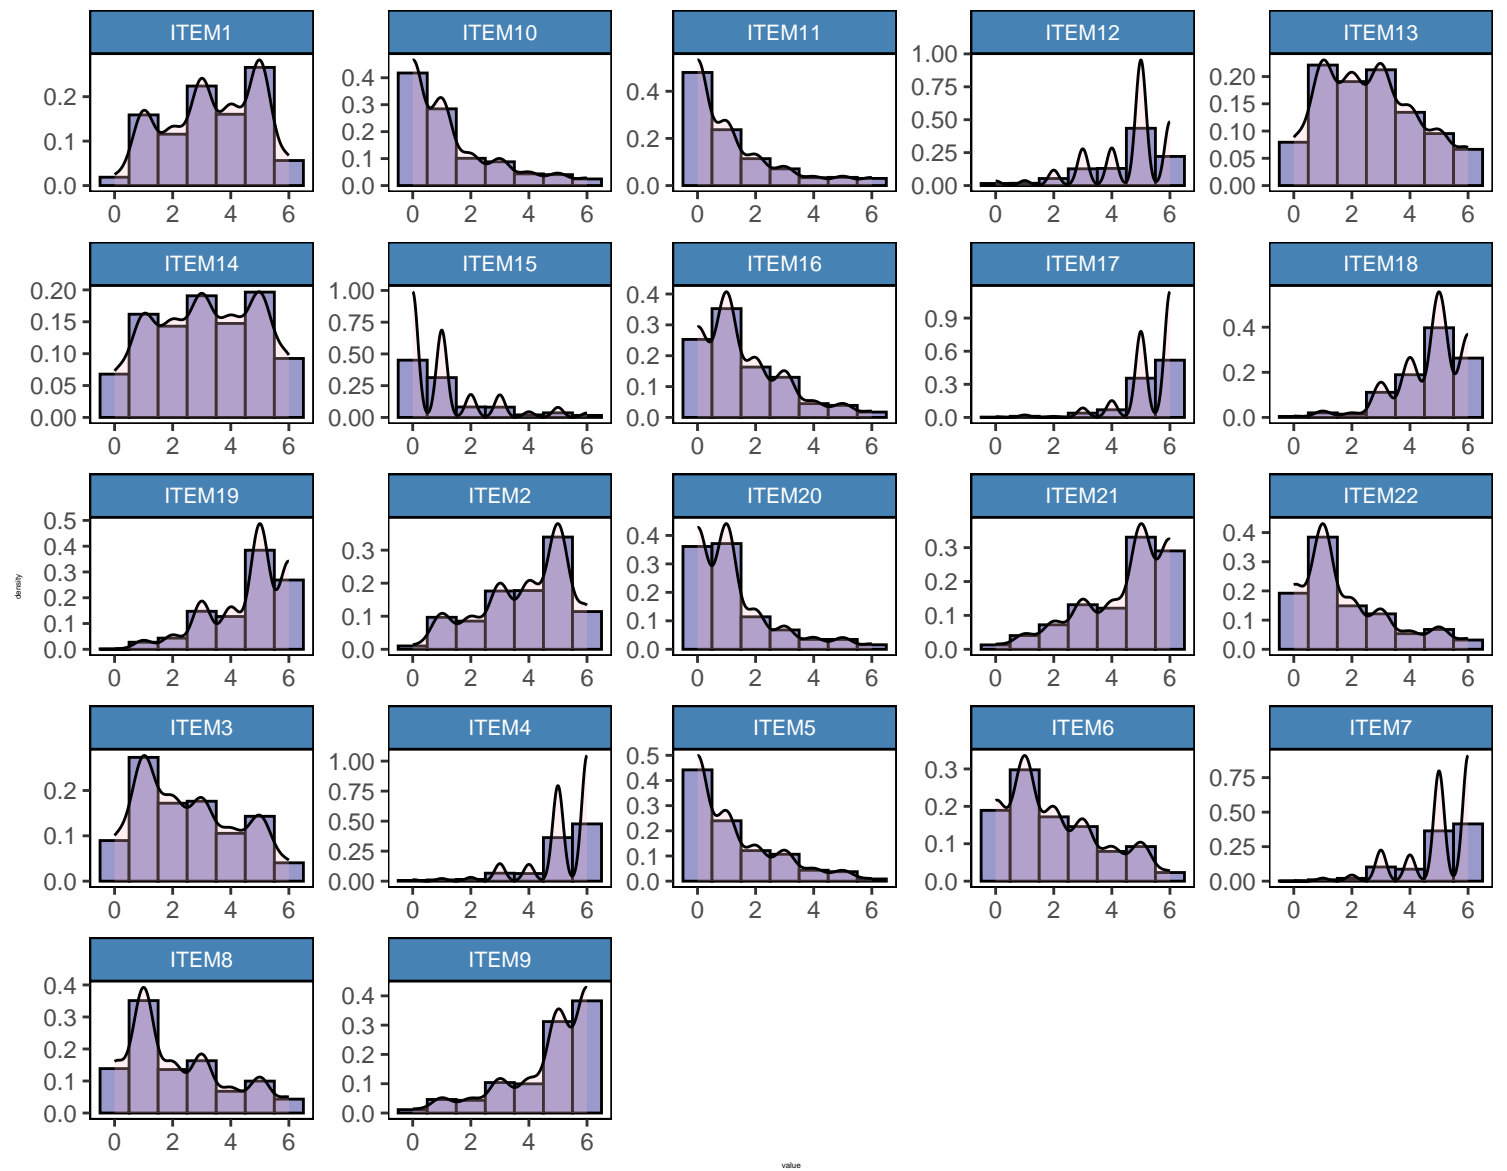 ITEM1 ITEM10 ITEM11 ITEM12 ITEM13
0.2 0.1 0.0 0.4 0.3 0.2 0.1 0.0 0.4 0.2 0.0 1.00 0.75 0.50 0.25 0.00 0.20 0.15 0.10 0.05 0.00
0 2 4 6 0 2 4 6 0 2 4 6 0 2 4 6 0 2 4 6
ITEM14 ITEM15 ITEM16 ITEM17 ITEM18
0.20 0.15 0.10 0.05 0.00 1.00 0.75 0.50 0.25 0.00 0.4 0.3 0.2 0.1 0.0 0.9 0.6 0.3 0.0 0.4 0.2 0.0
0 2 4 6 0 2 4 6 0 2 4 6 0 2 4 6 0 2 4 6
ITEM19 ITEM2 ITEM20 ITEM21 ITEM22
0.5 0.4 0.3 0.2 0.1 0.0 0.3 0.2 0.1 0.0 0.4 0.3 0.2 0.1 0.0 0.3 0.2 0.1 0.0 0.4 0.3 0.2 0.1 0.0
0 2 4 6 0 2 4 6 0 2 4 6 0 2 4 6 0 2 4 6
density
ITEM3 ITEM4 ITEM5 ITEM6 ITEM7
0.2 0.1 0.0 1.00 0.75 0.50 0.25 0.00 0.5 0.4 0.3 0.2 0.1 0.0 0.3 0.2 0.1 0.0 0.75 0.50 0.25 0.00
0 2 4 6 0 2 4 6 0 2 4 6 0 2 4 6 0 2 4 6
ITEM8 ITEM9
0.4 0.3 0.2 0.1 0.0 0.4 0.3 0.2 0.1 0.0
0 2 4 6 0 2 4 6
value